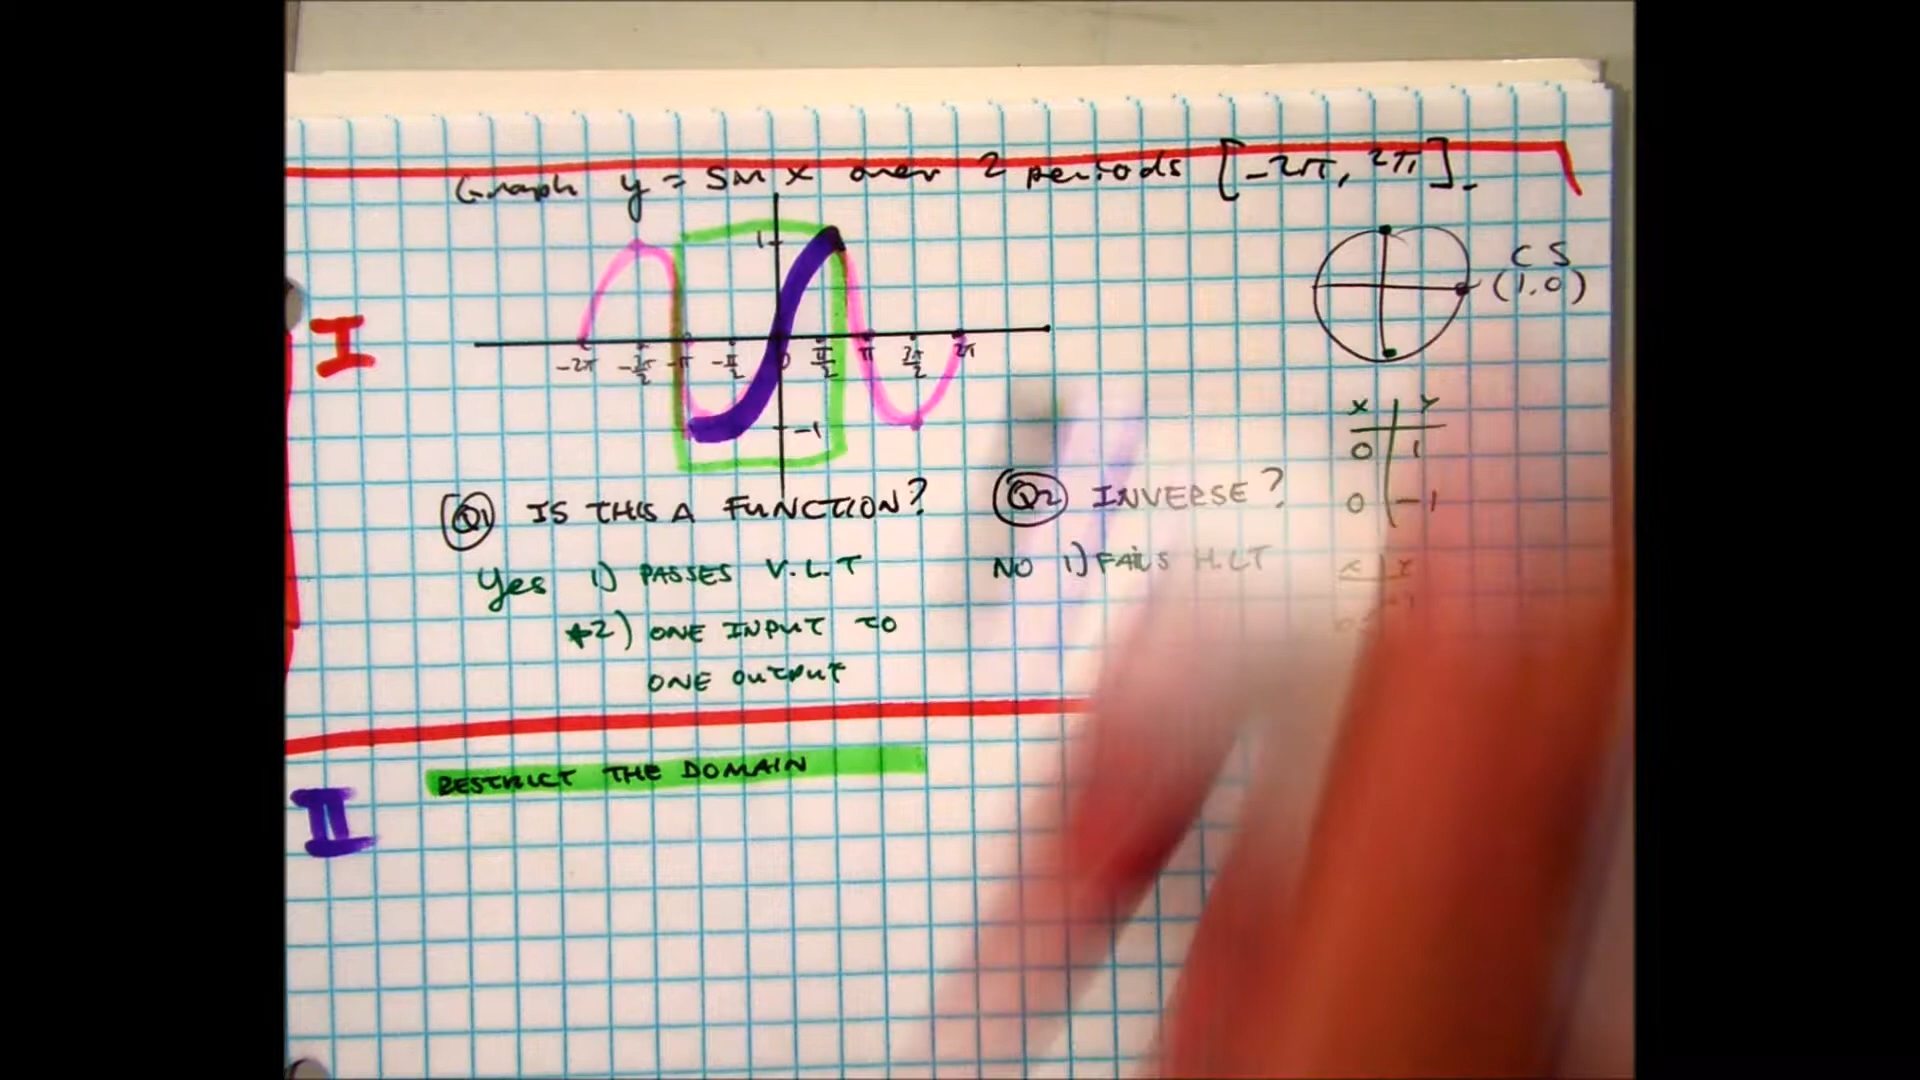 Graph y = sin x over 2 periods [-2π, 2π].
1
C S
(1,0)
I
-2π -3π/2 -π -π/2 0 π/2 π 3π/2 2π
-1
X Y
0 1
0 -1
Q1 IS THIS A FUNCTION?
Q2 INVERSE?
Yes 1) PASSES V.L.T
*2) ONE INPUT TO
ONE OUTPUT
NO 1) FAILS H.L.T
X Y
RESTRICT THE DOMAIN
II